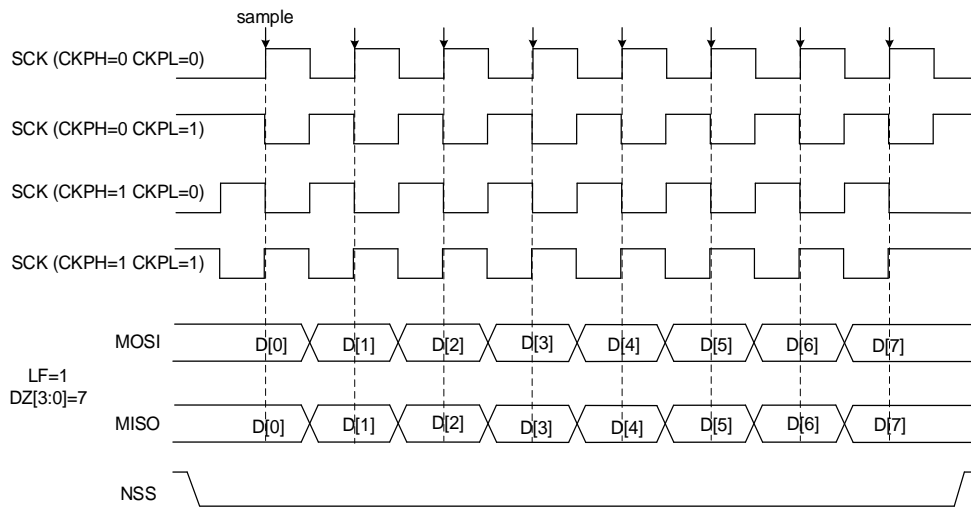 sample
SCK (CKPH=0 CKPL=0)
SCK (CKPH=0 CKPL=1)
SCK (CKPH=1 CKPL=0)
SCK (CKPH=1 CKPL=1)
MOSI D[0] D[1] D[2] D[3] D[4] D[5] D[6] D[7]
LF=1
DZ[3:0]=7
MISO D[0] D[1] D[2] D[3] D[4] D[5] D[6] D[7]
NSS